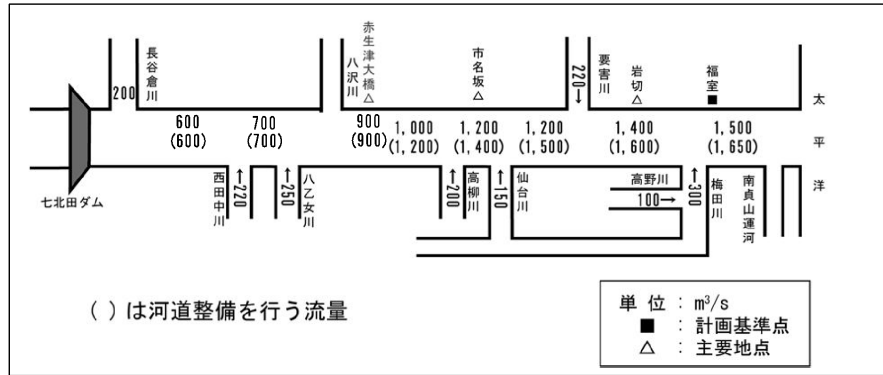 長谷倉川
200
八沢川
赤生津大橋
△
市名坂
△
220→
要害川
岩切
△
福室
■
太平洋
600
(600)
700
(700)
900
(900)
1,000
(1,200)
1,200
(1,400)
1,200
(1,500)
1,400
(1,600)
1,500
(1,650)
七北田ダム
西田中川
←220
←250
八乙女川
←200
高柳川
←150
仙台川
高野川
100→
←300
梅田川
南貞山運河
( )は河道整備を行う流量
単 位 : m³/s
■ : 計画基準点
△ : 主要地点